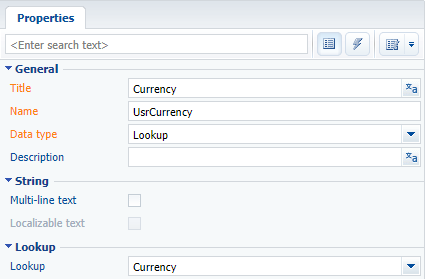 Properties
<Enter search text>
General
Title Currency
Name UsrCurrency
Data type Lookup
Description
String
Multi-line text
Localizable text
Lookup
Lookup Currency